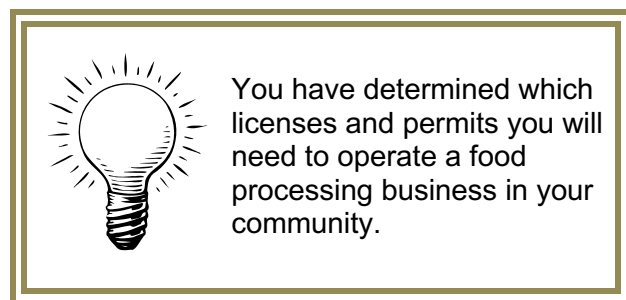 You have determined which
licenses and permits you will
need to operate a food
processing business in your
community.